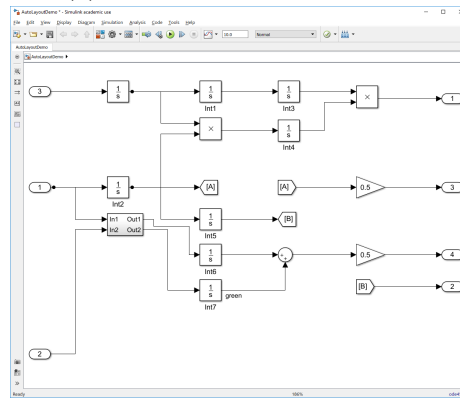 AutoLayoutDemo * - Simulink academic use
File Edit View Display Diagram Simulation Analysis Code Tools Help
10.0
Normal
AutoLayoutDemo
AutoLayoutDemo
3
1
s
1
s
Int1
1
s
Int3
×
1
×
1
s
Int4
1
1
s
Int2
[A]
[A]
0.5
3
In1 Out1
In2 Out2
1
s
Int5
[B]
1
s
Int6
0.5
4
1
s
Int7
green
[B]
2
2
Ready
186%